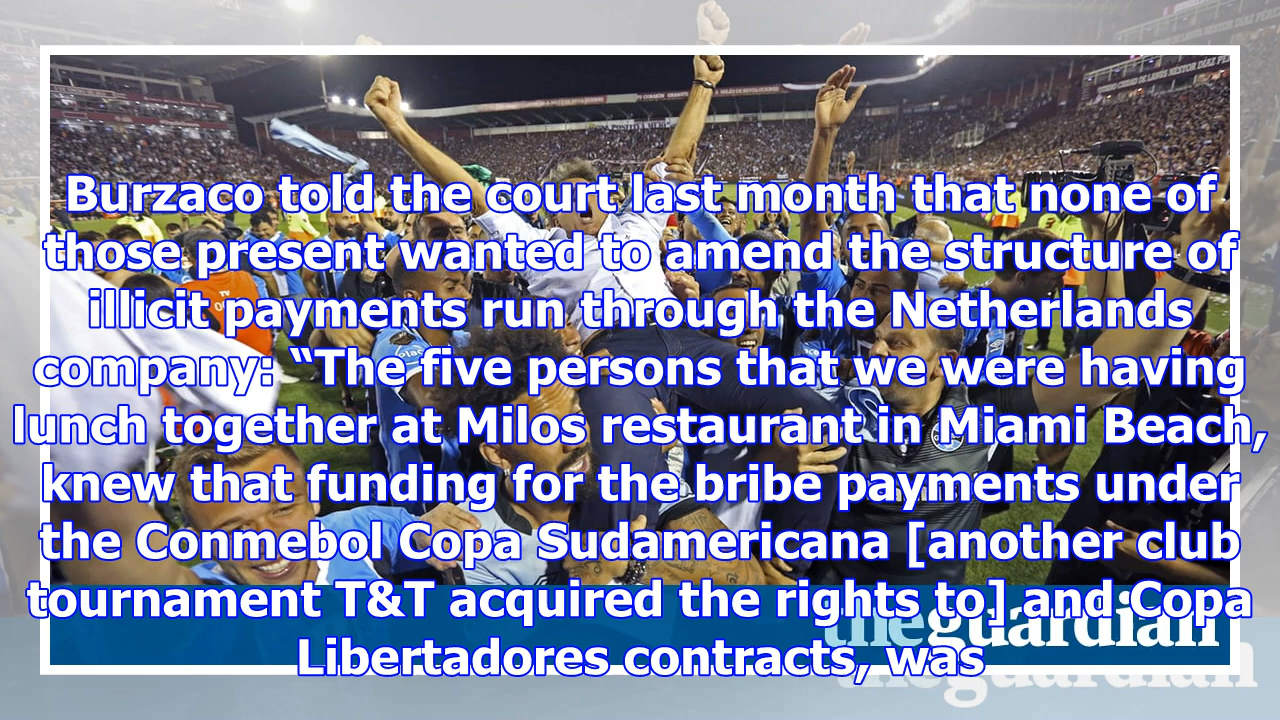 Burzaco told the court last month that none of
those present wanted to amend the structure of
illicit payments run through the Netherlands
company: “The five persons that we were having
lunch together at Milos restaurant in Miami Beach,
knew that funding for the bribe payments under
the Conmebol Copa Sudamericana [another club
tournament T&T acquired the rights to] and Copa
Libertadores contracts, was
theguardian
theguardian